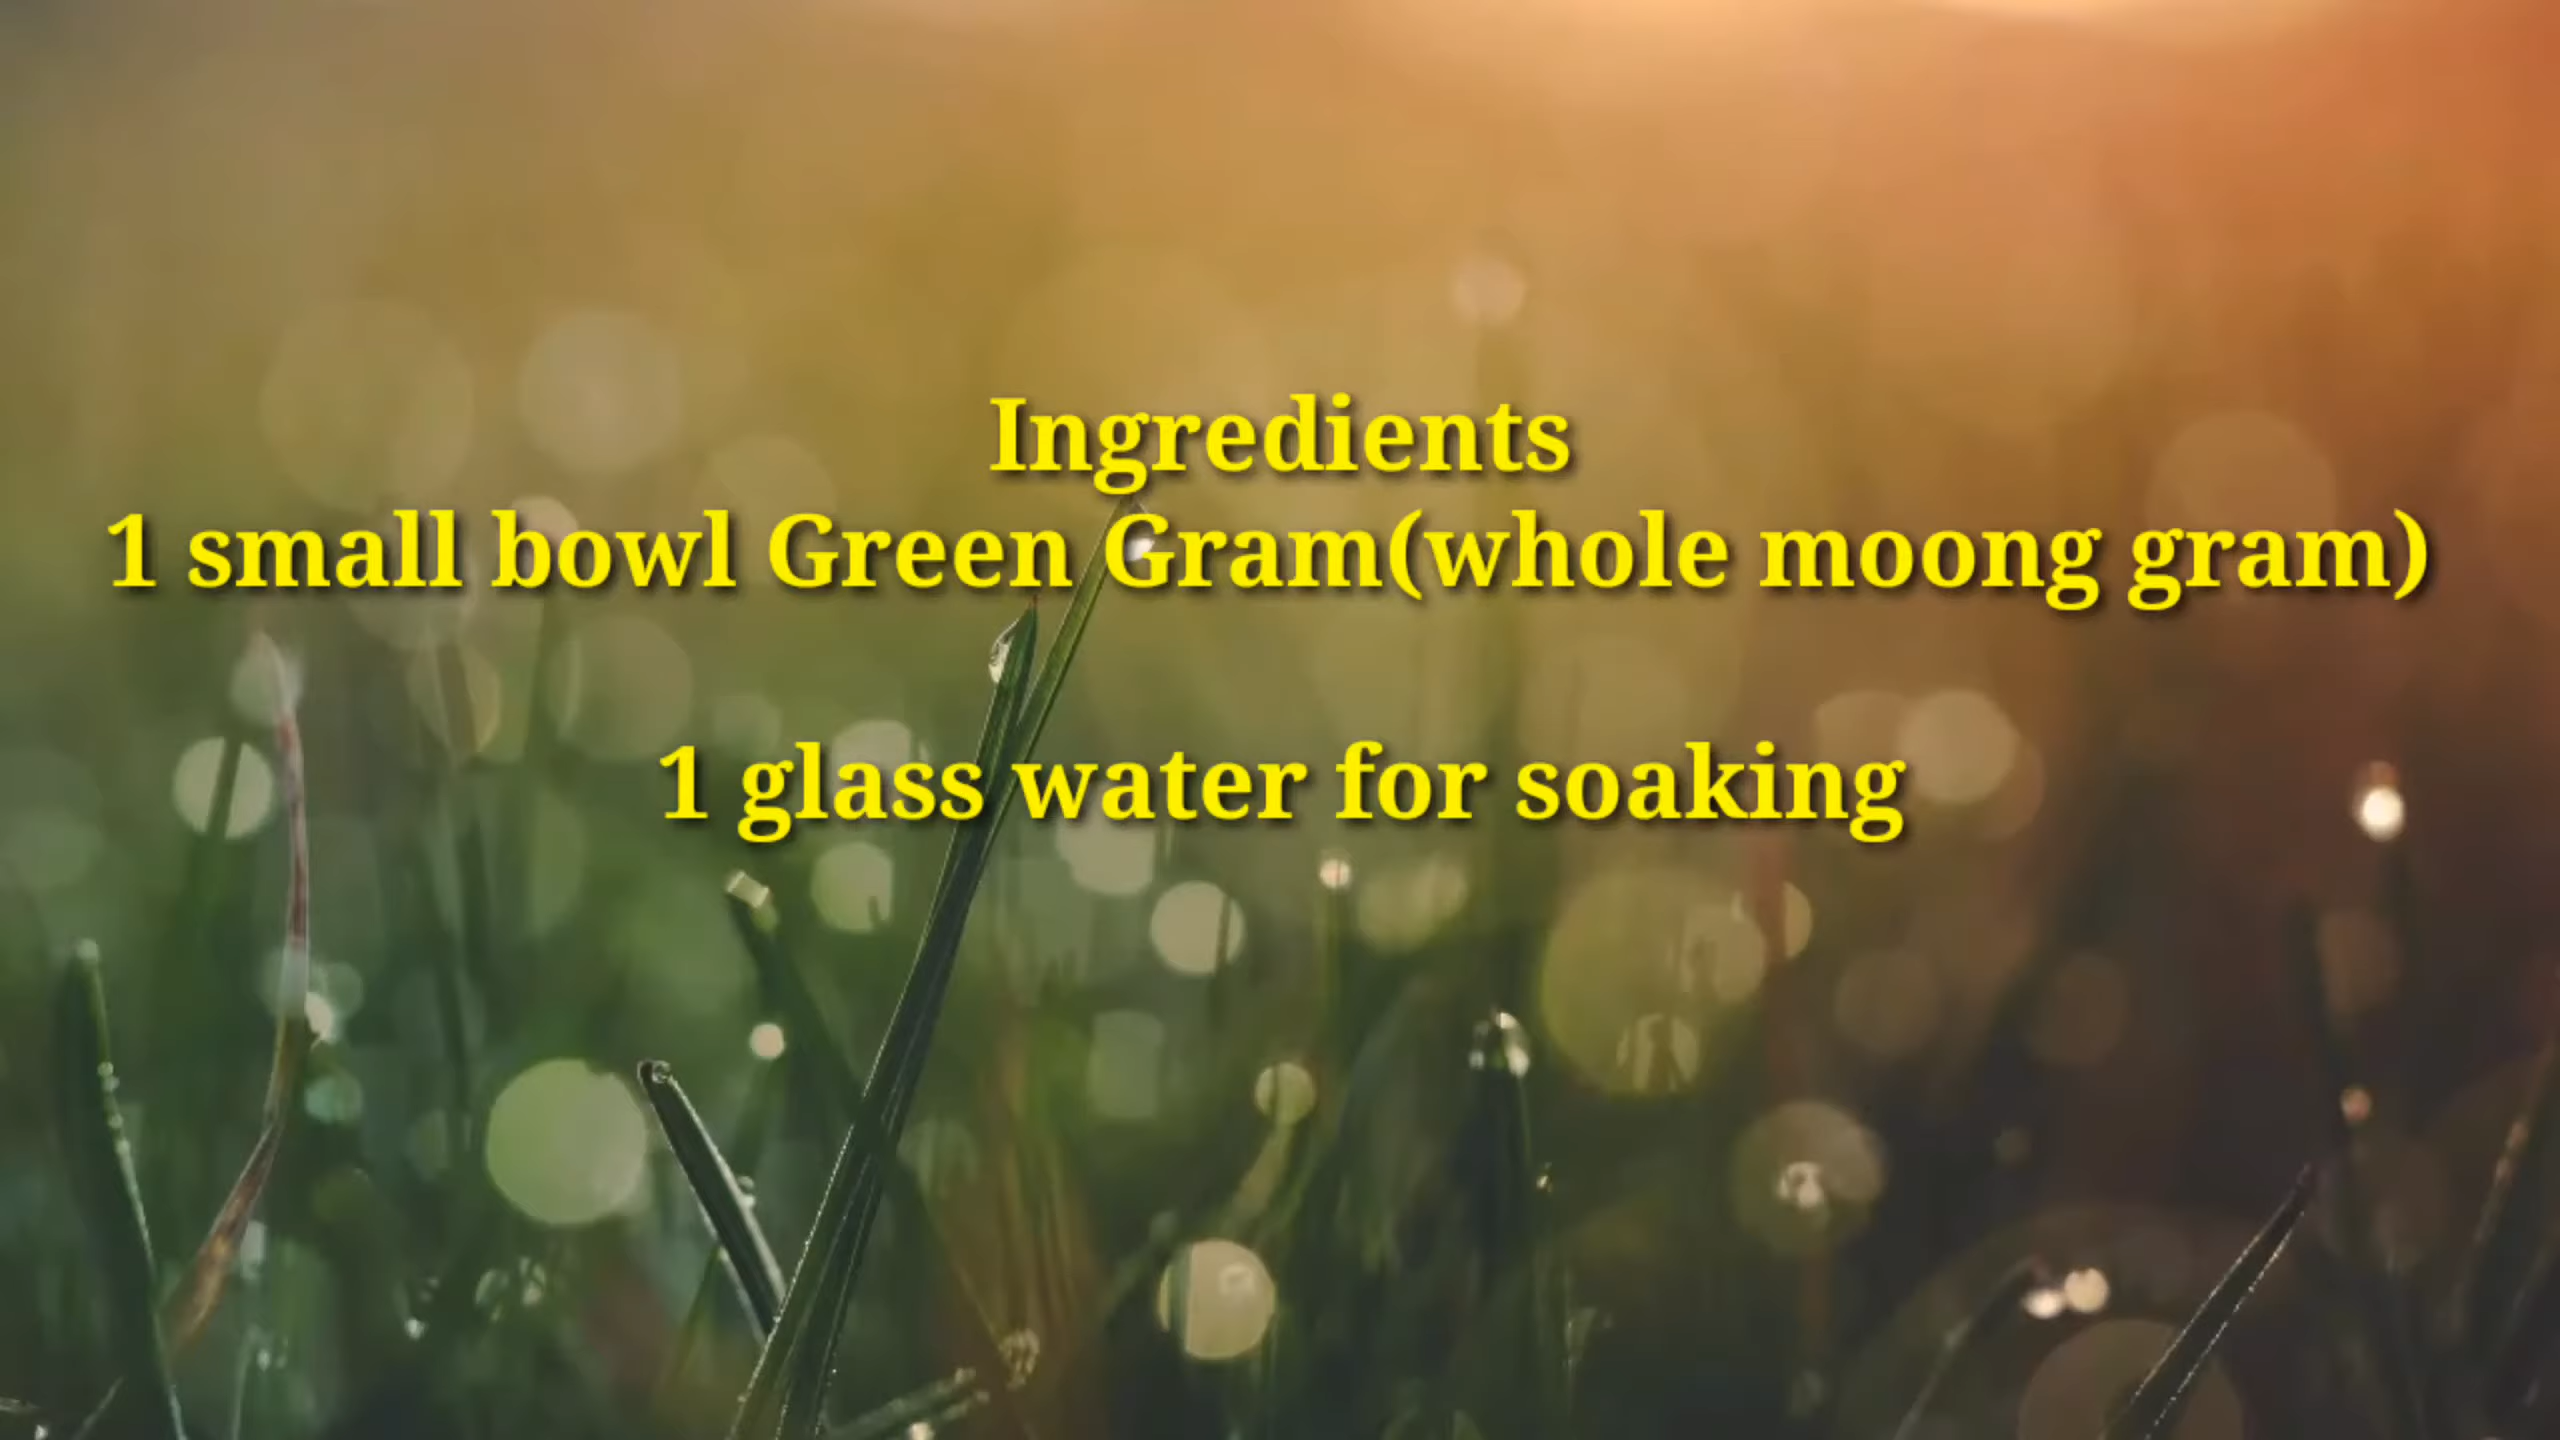 Ingredients
1 small bowl Green Gram(whole moong gram)
1 glass water for soaking